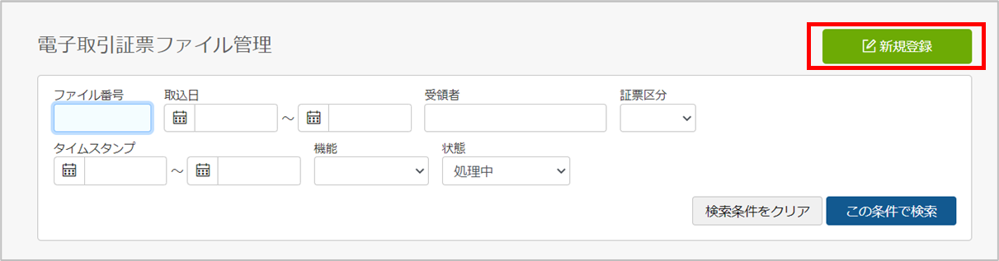 電子取引証票ファイル管理
新規登録
ファイル番号 取込日 受領者 証票区分
～
タイムスタンプ 機能 状態
～ 処理中
検索条件をクリア この条件で検索